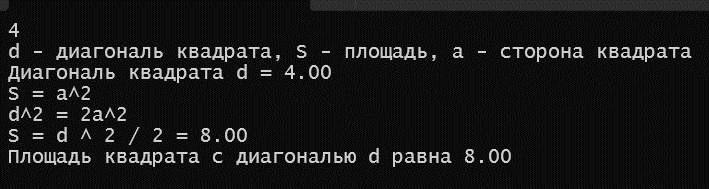 4
d - диагональ квадрата, S - площадь, a - сторона квадрата
Диагональ квадрата d = 4.00
S = a^2
d^2 = 2a^2
S = d ^ 2 / 2 = 8.00
Площадь квадрата с диагональю d равна 8.00